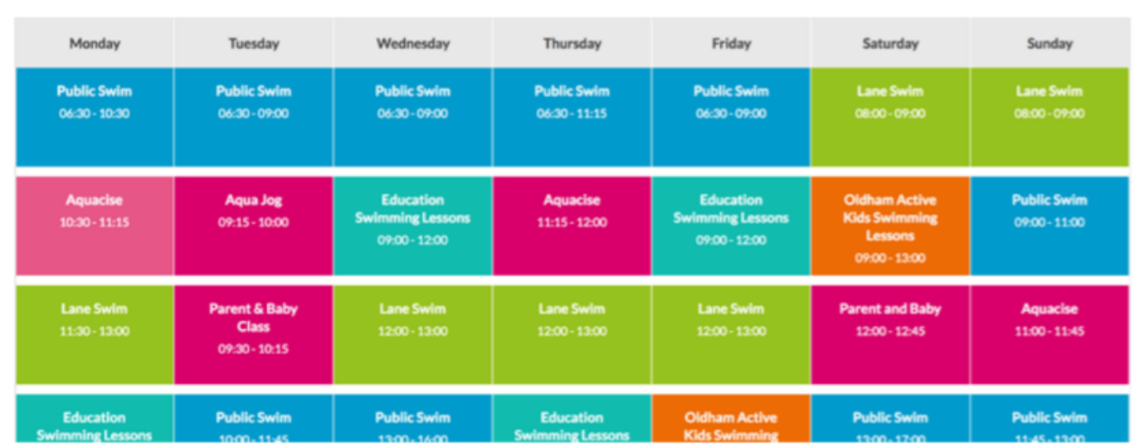 Monday Tuesday Wednesday Thursday Friday Saturday Sunday
Public Swim Public Swim Public Swim Public Swim Public Swim Lane Swim Lane Swim
06:30 - 10:30 06:30 - 09:00 06:30 - 09:00 06:30 - 11:15 06:30 - 09:00 08:00 - 09:00 08:00 - 09:00
Aquacise Aqua Jog Education Aquacise Education Oldham Active Public Swim
10:30 - 11:15 09:15 - 10:00 Swimming Lessons 11:15 - 12:00 Swimming Lessons Kids Swimming 09:00 - 11:00
09:00 - 12:00 09:00 - 12:00 Lessons
09:00 - 13:00
Lane Swim Parent & Baby Lane Swim Lane Swim Lane Swim Parent and Baby Aquacise
11:30 - 13:00 Class 12:00 - 13:00 12:00 - 13:00 12:00 - 13:00 12:00 - 12:45 11:00 - 11:45
09:30 - 10:15
Education Public Swim Public Swim Education Oldham Active Public Swim Public Swim
Swimming Lessons 10:00 - 11:45 13:00 - 16:00 Swimming Lessons Kids Swimming 13:00 - 17:00 11:45 - 13:00